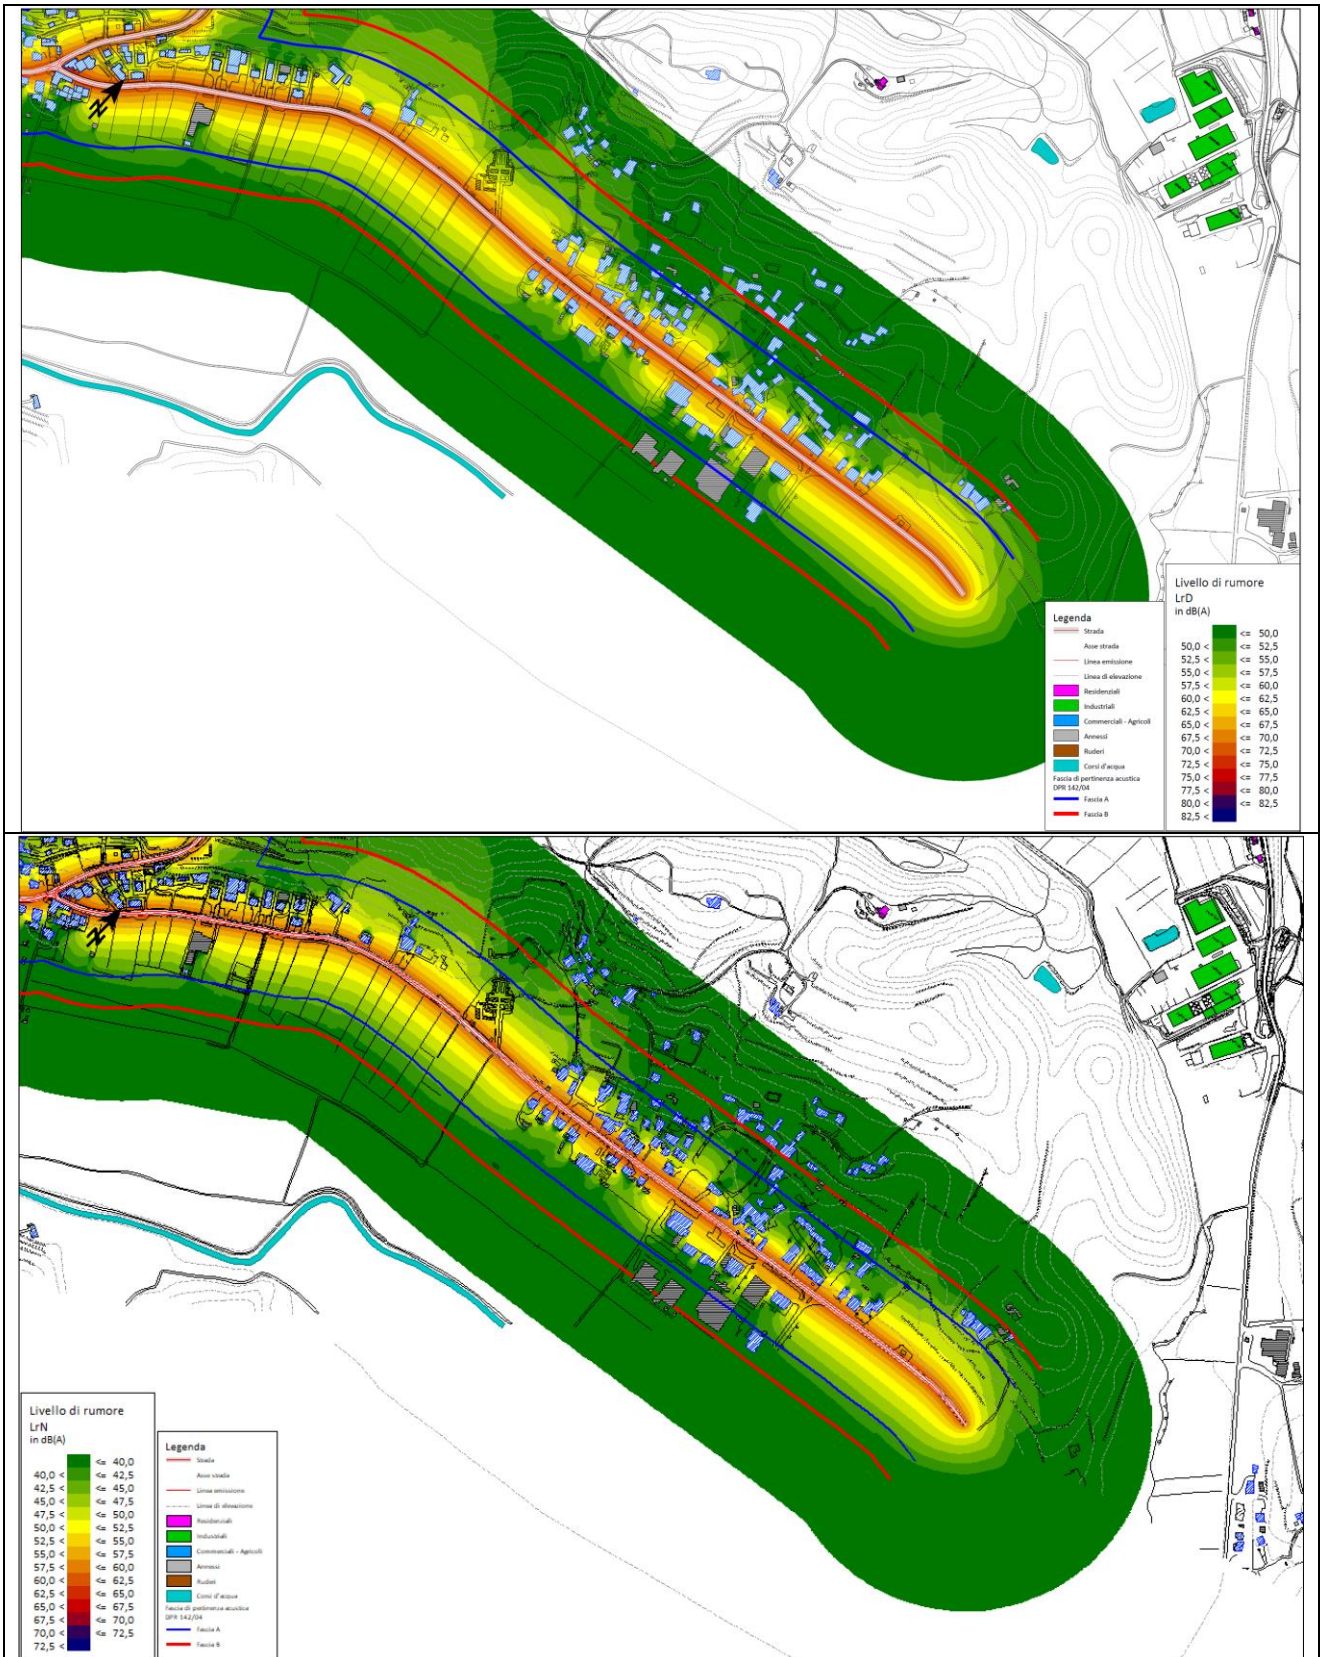 N
Livello di rumore
LrD
in dB(A)
<= 50,0
50,0 < <= 52,5
52,5 < <= 55,0
55,0 < <= 57,5
57,5 < <= 60,0
60,0 < <= 62,5
62,5 < <= 65,0
65,0 < <= 67,5
67,5 < <= 70,0
70,0 < <= 72,5
72,5 < <= 75,0
75,0 < <= 77,5
77,5 < <= 80,0
80,0 < <= 82,5
82,5 <
Legenda
Strada
Asse strada
Linea emissione
Linea di elevazione
Residenziali
Industriali
Commerciali - Agricoli
Annessi
Ruderi
Corsi d'acqua
Fascia di pertinenza acustica
DPR 142/04
Fascia A
Fascia B
N
Livello di rumore
LrN
in dB(A)
<= 40,0
40,0 < <= 42,5
42,5 < <= 45,0
45,0 < <= 47,5
47,5 < <= 50,0
50,0 < <= 52,5
52,5 < <= 55,0
55,0 < <= 57,5
57,5 < <= 60,0
60,0 < <= 62,5
62,5 < <= 65,0
65,0 < <= 67,5
67,5 < <= 70,0
70,0 < <= 72,5
72,5 <
Legenda
Strada
Asse strada
Linea emissione
Linea di elevazione
Residenziali
Industriali
Commerciali - Agricoli
Annessi
Ruderi
Corsi d'acqua
Fascia di pertinenza acustica
DPR 142/04
Fascia A
Fascia B